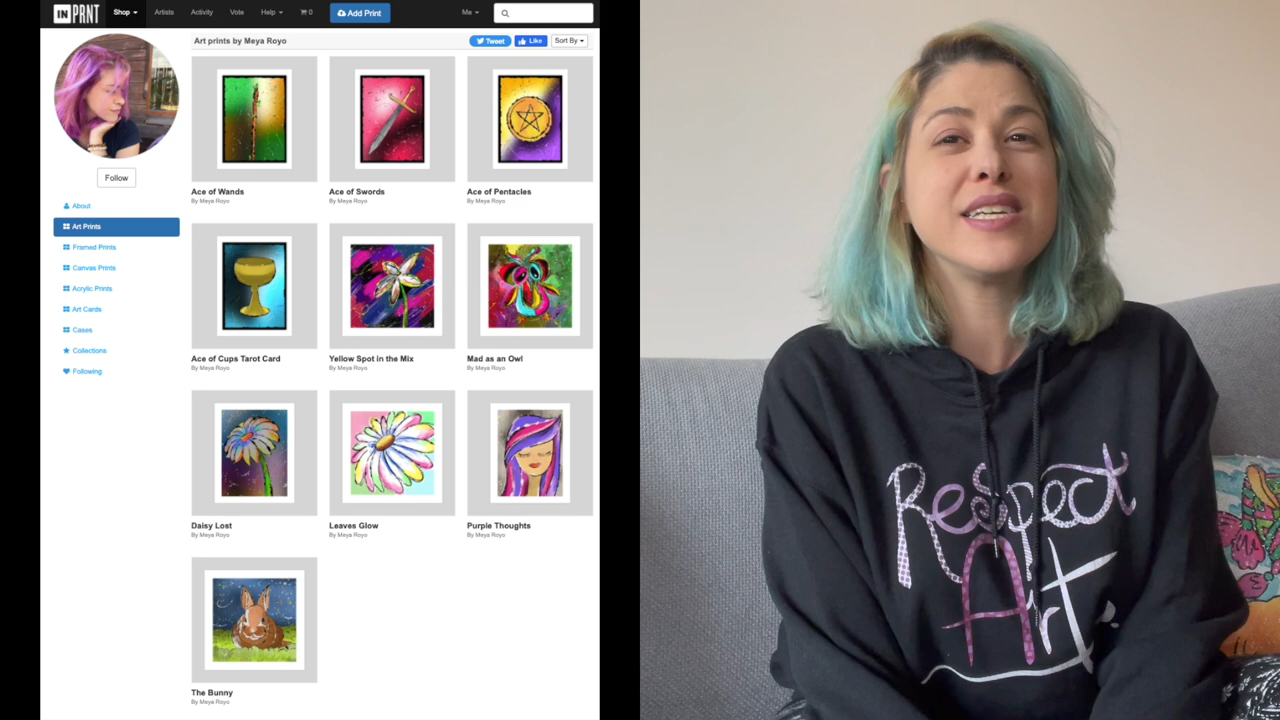 INPRNT
Shop
Artists
Activity
Vote
Help
0
Add Print
Me
Art prints by Meya Royo
Tweet
Like
Sort By
Follow
About
Art Prints
Framed Prints
Canvas Prints
Acrylic Prints
Art Cards
Cases
Collections
Following
Ace of Wands
By Meya Royo
Ace of Swords
By Meya Royo
Ace of Pentacles
By Meya Royo
Ace of Cups Tarot Card
By Meya Royo
Yellow Spot in the Mix
By Meya Royo
Mad as an Owl
By Meya Royo
Daisy Lost
By Meya Royo
Leaves Glow
By Meya Royo
Purple Thoughts
By Meya Royo
The Bunny
By Meya Royo
Respect
Art